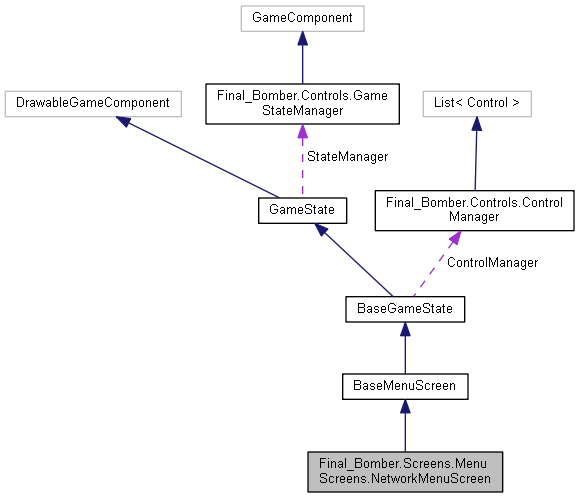 GameComponent
DrawableGameComponent
Final_Bomber.Controls.Game
StateManager
List< Control >
StateManager
GameState
Final_Bomber.Controls.Control
Manager
ControlManager
BaseGameState
BaseMenuScreen
Final_Bomber.Screens.Menu
Screens.NetworkMenuScreen